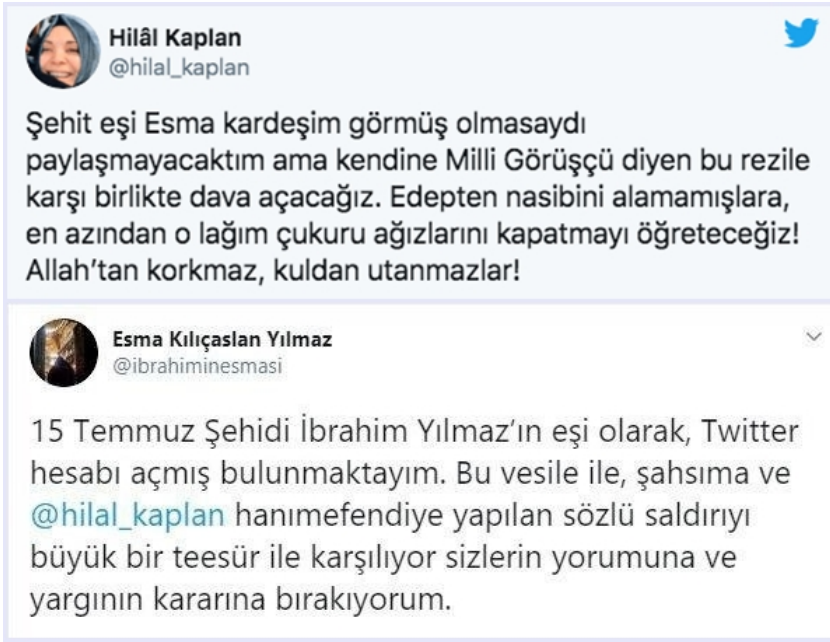 Hilâl Kaplan
@hilal_kaplan
Şehit eşi Esma kardeşim görmüş olmasaydı
paylaşmayacaktım ama kendine Milli Görüşçü diyen bu rezile
karşı birlikte dava açacağız. Edepten nasibini alamamışlara,
en azından o lağım çukuru ağızlarını kapatmayı öğreteceğiz!
Allah’tan korkmaz, kuldan utanmazlar!
Esma Kılıçaslan Yılmaz
@ibrahiminesmasi
15 Temmuz Şehidi İbrahim Yılmaz'ın eşi olarak, Twitter
hesabı açmış bulunmaktayım. Bu vesile ile, şahsıma ve
@hilal_kaplan hanımefendiye yapılan sözlü saldırıyı
büyük bir teesür ile karşılıyor sizlerin yorumuna ve
yargının kararına bırakıyorum.